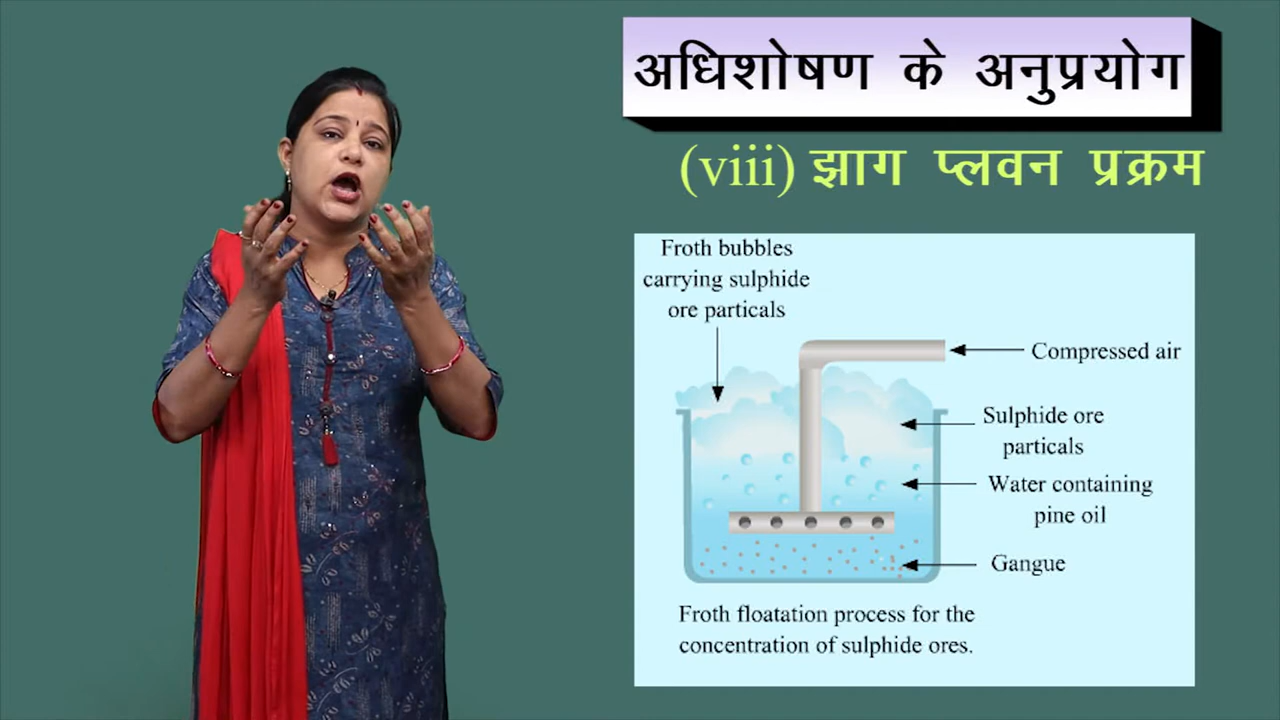 अधिशोषण के अनुप्रयोग
(viii) झाग प्लवन प्रक्रम
Froth bubbles
carrying sulphide
ore particals
Compressed air
Sulphide ore
particals
Water containing
pine oil
Gangue
Froth floatation process for the
concentration of sulphide ores.